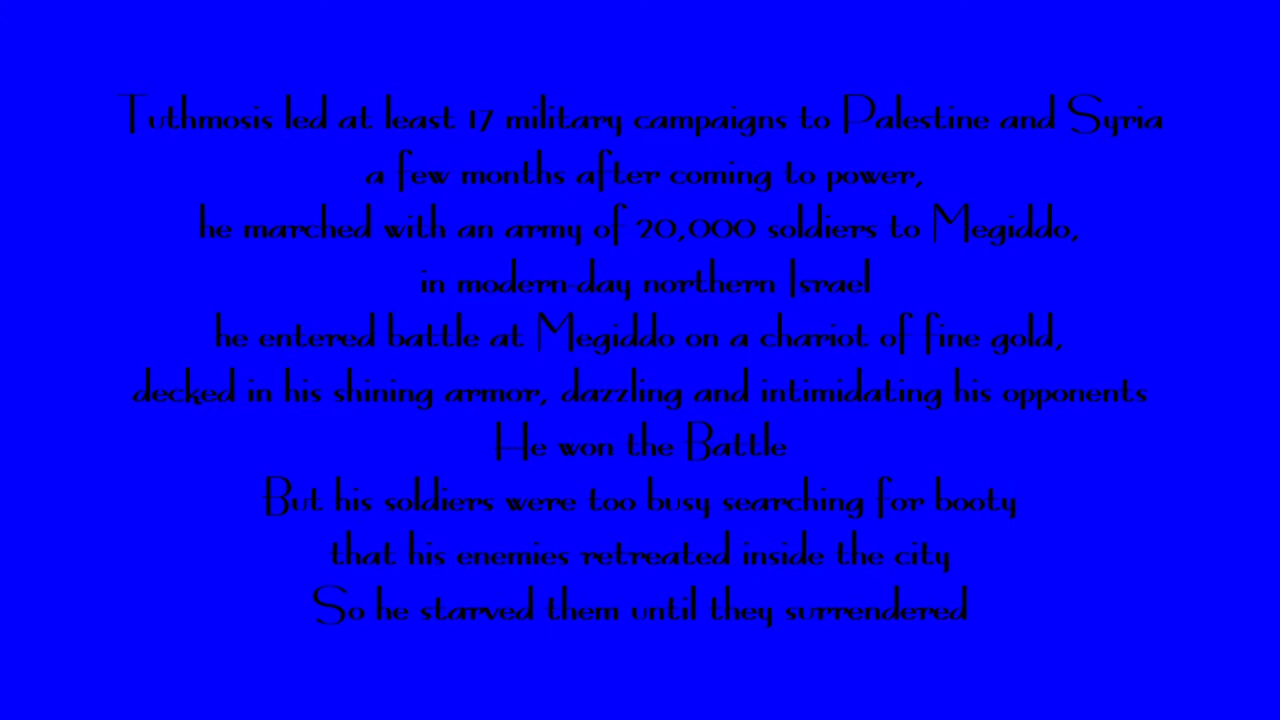 Tuthmosis led at least 17 military campaigns to Palestine and Syria
a few months after coming to power,
he marched with an army of 20,000 soldiers to Megiddo,
in modern-day northern Israel
he entered battle at Megiddo on a chariot of fine gold,
decked in his shining armor, dazzling and intimidating his opponents
He won the Battle
But his soldiers were too busy searching for booty
that his enemies retreated inside the city
So he starved them until they surrendered